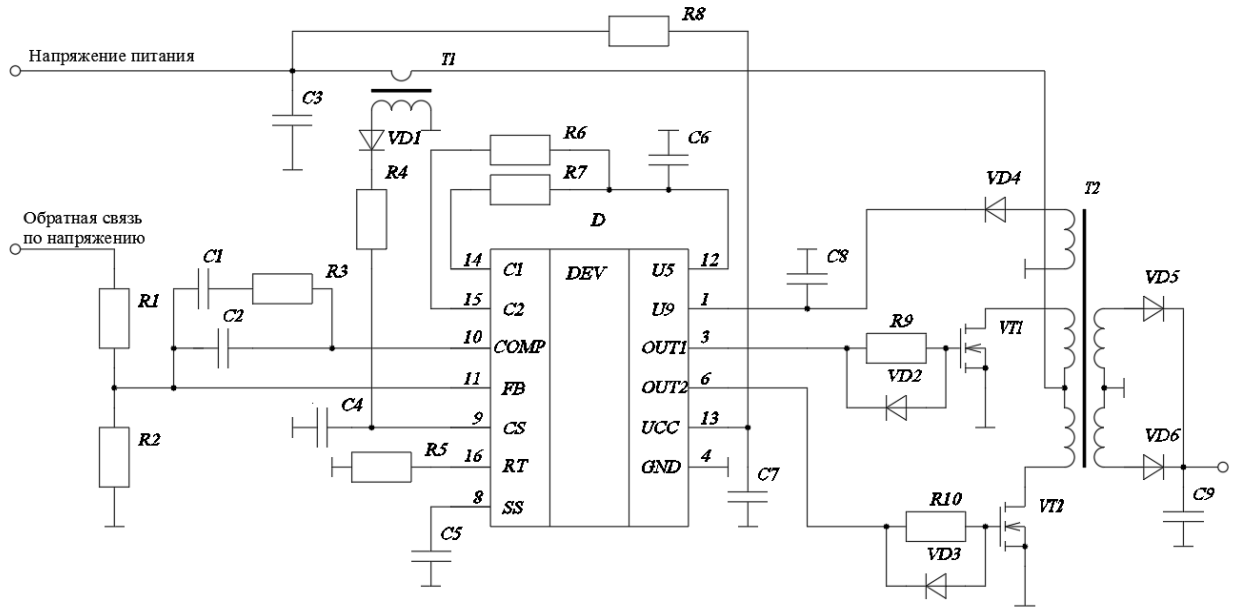 R8
Напряжение питания
T1
C3
VD1
R6
C6
R4
R7
VD4
T2
Обратная связь
по напряжению
D
C1
R3
14
C1
DEV
U5
12
C8
VD5
R1
C2
15
C2
U9
1
R9
VT1
10
COMP
OUT1
3
VD2
11
FB
OUT2
6
C4
R2
9
CS
UCC
13
VD6
R5
16
RT
GND
4
C7
8
SS
R10
VT2
C9
C5
VD3